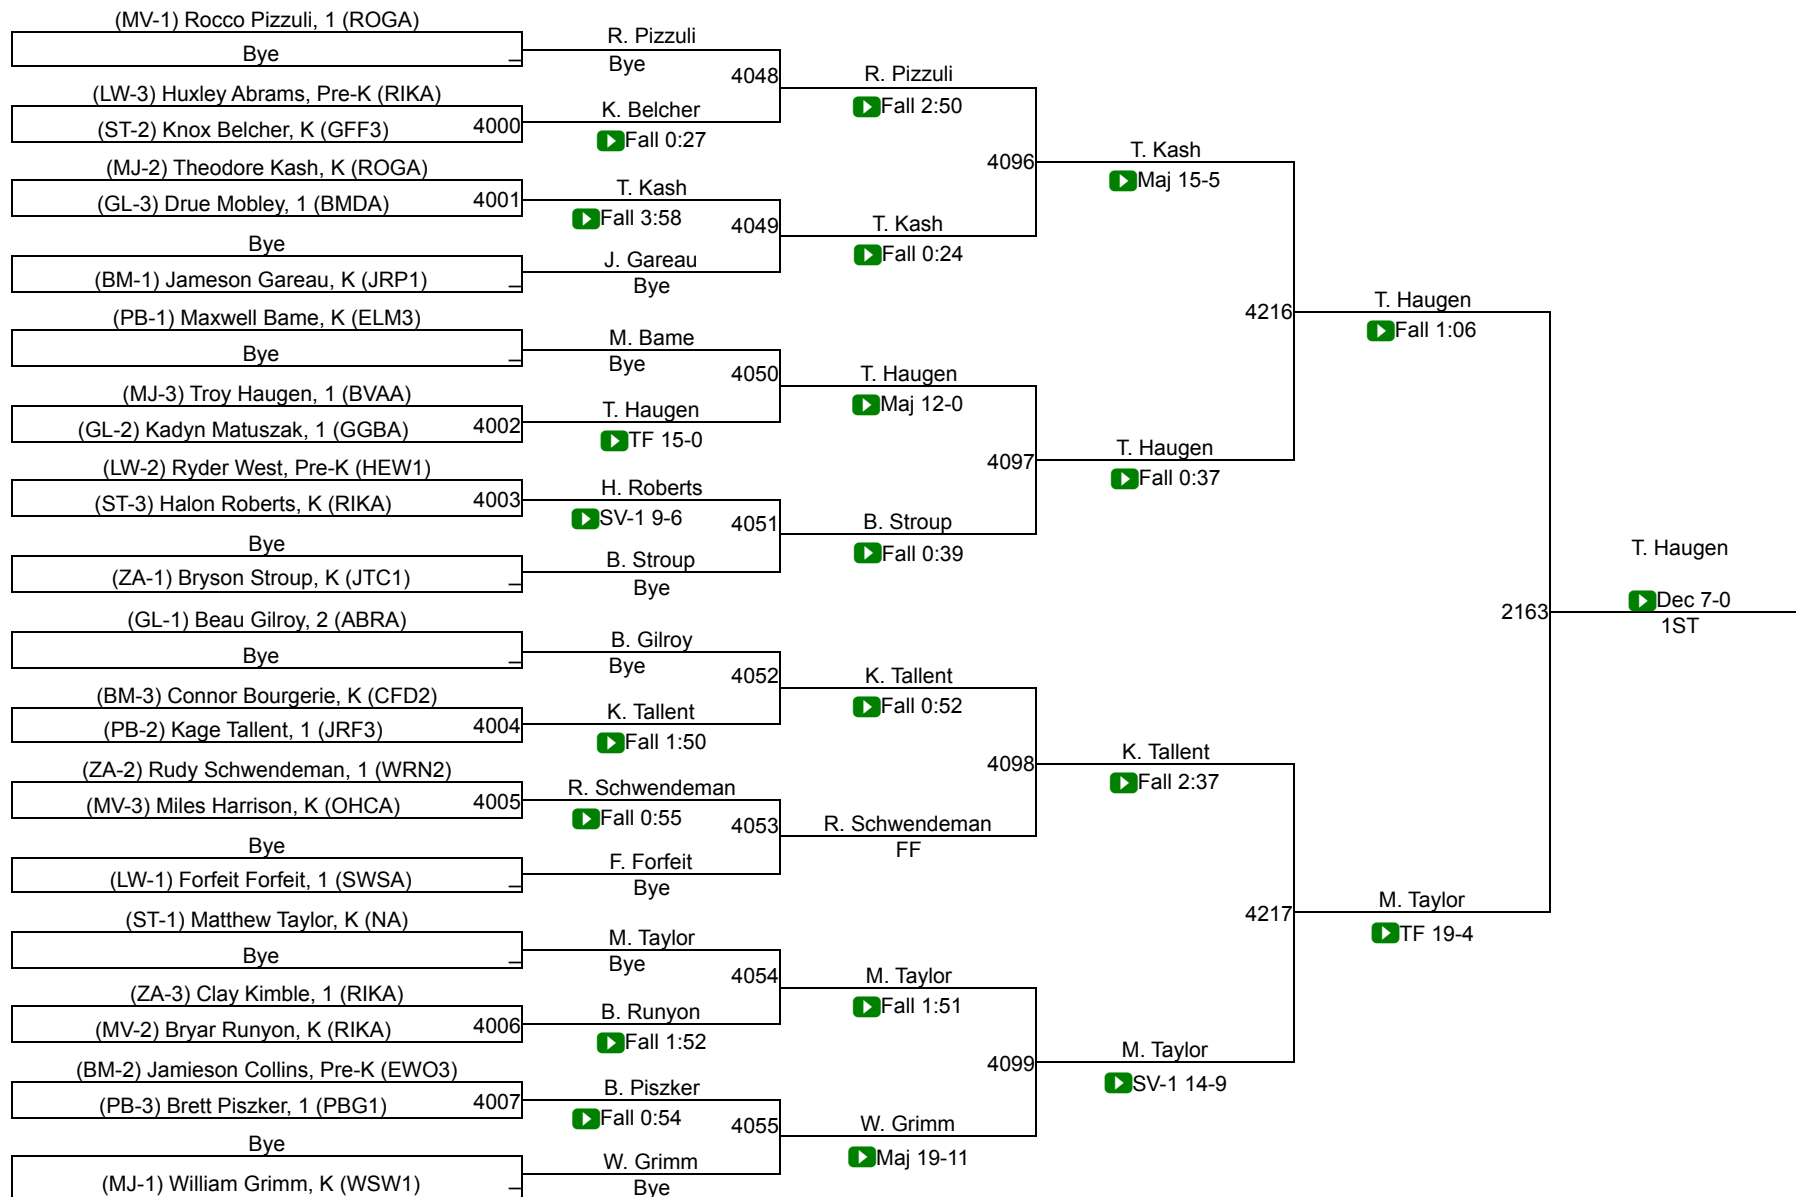 (MV-1) Rocco Pizzuli, 1 (ROGA)
Bye
(LW-3) Huxley Abrams, Pre-K (RIKA)
(ST-2) Knox Belcher, K (GFF3) 4000
(MJ-2) Theodore Kash, K (ROGA)
(GL-3) Drue Mobley, 1 (BMDA) 4001
Bye
(BM-1) Jameson Gareau, K (JRP1)
(PB-1) Maxwell Bame, K (ELM3)
Bye
(MJ-3) Troy Haugen, 1 (BVAA)
(GL-2) Kadyn Matuszak, 1 (GGBA) 4002
(LW-2) Ryder West, Pre-K (HEW1)
(ST-3) Halon Roberts, K (RIKA) 4003
Bye
(ZA-1) Bryson Stroup, K (JTC1)
(GL-1) Beau Gilroy, 2 (ABRA)
Bye
(BM-3) Connor Bourgerie, K (CFD2)
(PB-2) Kage Tallent, 1 (JRF3) 4004
(ZA-2) Rudy Schwendeman, 1 (WRN2)
(MV-3) Miles Harrison, K (OHCA) 4005
Bye
(LW-1) Forfeit Forfeit, 1 (SWSA)
(ST-1) Matthew Taylor, K (NA)
Bye
(ZA-3) Clay Kimble, 1 (RIKA)
(MV-2) Bryar Runyon, K (RIKA) 4006
(BM-2) Jamieson Collins, Pre-K (EWO3)
(PB-3) Brett Piszker, 1 (PBG1) 4007
Bye
(MJ-1) William Grimm, K (WSW1)
R. Pizzuli
Bye
4048
K. Belcher
Fall 0:27
T. Kash
Fall 3:58
4049
J. Gareau
Bye
M. Bame
Bye
4050
T. Haugen
TF 15-0
H. Roberts
SV-1 9-6
4051
B. Stroup
Bye
B. Gilroy
Bye
4052
K. Tallent
Fall 1:50
R. Schwendeman
Fall 0:55
4053
F. Forfeit
Bye
M. Taylor
Bye
4054
B. Runyon
Fall 1:52
B. Piszker
Fall 0:54
4055
W. Grimm
Bye
R. Pizzuli
Fall 2:50
4096
T. Kash
Fall 0:24
T. Haugen
Maj 12-0
4097
B. Stroup
Fall 0:39
K. Tallent
Fall 0:52
4098
R. Schwendeman
FF
M. Taylor
Fall 1:51
4099
W. Grimm
Maj 19-11
T. Kash
Maj 15-5
4216
T. Haugen
Fall 0:37
K. Tallent
Fall 2:37
4217
M. Taylor
SV-1 14-9
T. Haugen
Fall 1:06
2163
M. Taylor
TF 19-4
T. Haugen
Dec 7-0
1ST